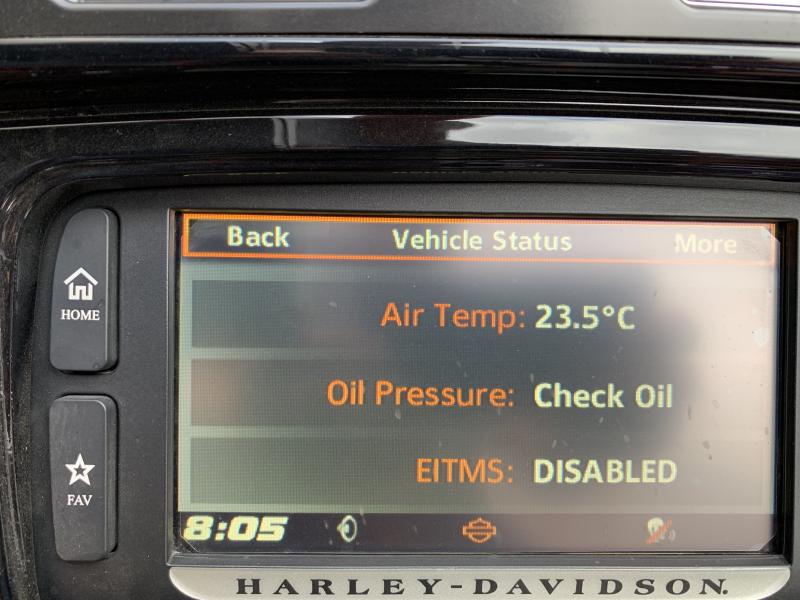 Back Vehicle Status More
HOME
Air Temp: 23.5°C
Oil Pressure: Check Oil
EITMS: DISABLED
FAV
8:05
HARLEY-DAVIDSON.